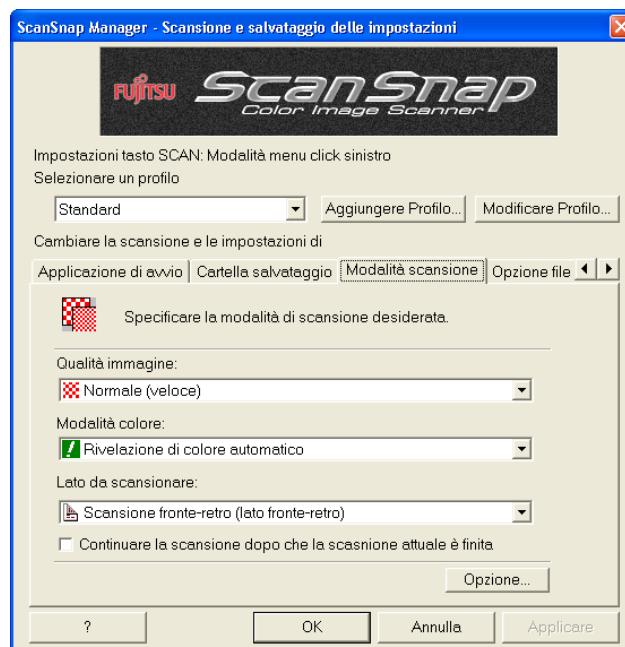 ScanSnap Manager - Scansione e salvataggio delle impostazioni
FUJITSU ScanSnap
Color Image Scanner
Impostazioni tasto SCAN: Modalità menu click sinistro
Selezionare un profilo
Standard Aggiungere Profilo... Modificare Profilo...
Cambiare la scansione e le impostazioni di
Applicazione di avvio Cartella salvataggio Modalità scansione Opzione file
Specificare la modalità di scansione desiderata.
Qualità immagine:
Normale (veloce)
Modalità colore:
Rivelazione di colore automatico
Lato da scansionare:
Scansione fronte-retro (lato fronte-retro)
Continuare la scansione dopo che la scasnione attuale è finita
Opzione...
? OK Annulla Applicare